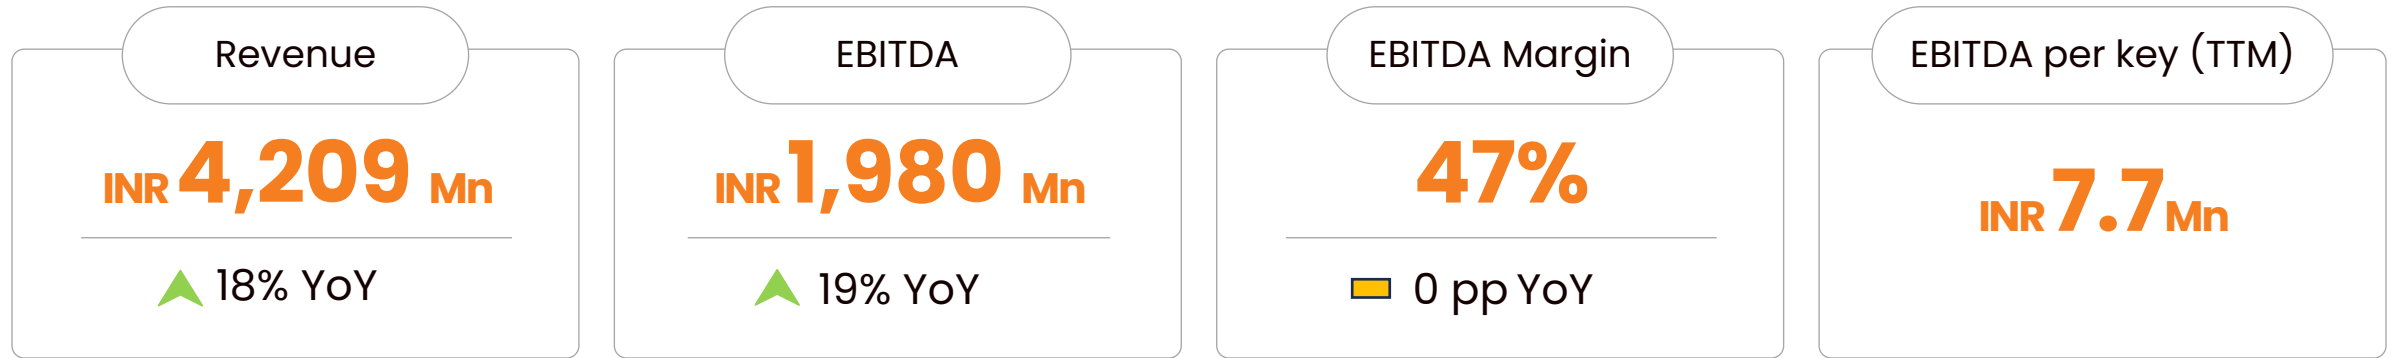 Revenue
INR 4,209 Mn
18% YoY
EBITDA
INR 1,980 Mn
19% YoY
EBITDA Margin
47%
0 pp YoY
EBITDA per key (TTM)
INR 7.7 Mn